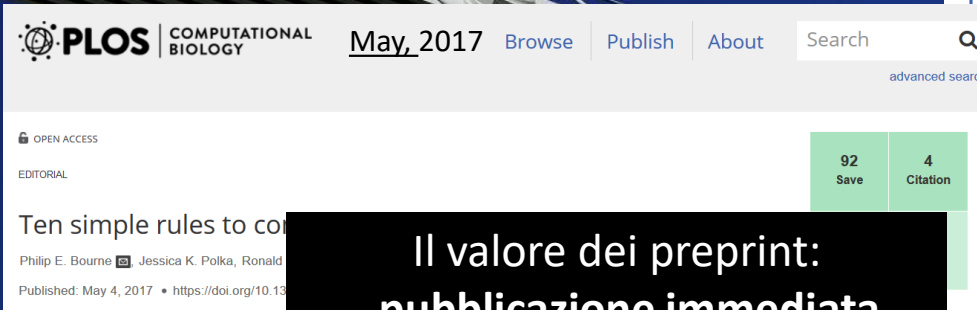 PLOS COMPUTATIONAL BIOLOGY May, 2017 Browse Publish About Search
advanced sear
OPEN ACCESS
EDITORIAL
92 Save 4 Citation
Ten simple rules to co
Philip E. Bourne, Jessica K. Polka, Ronald
Published: May 4, 2017 • https://doi.org/10.13
Il valore dei preprint:
pubblicazione immediata